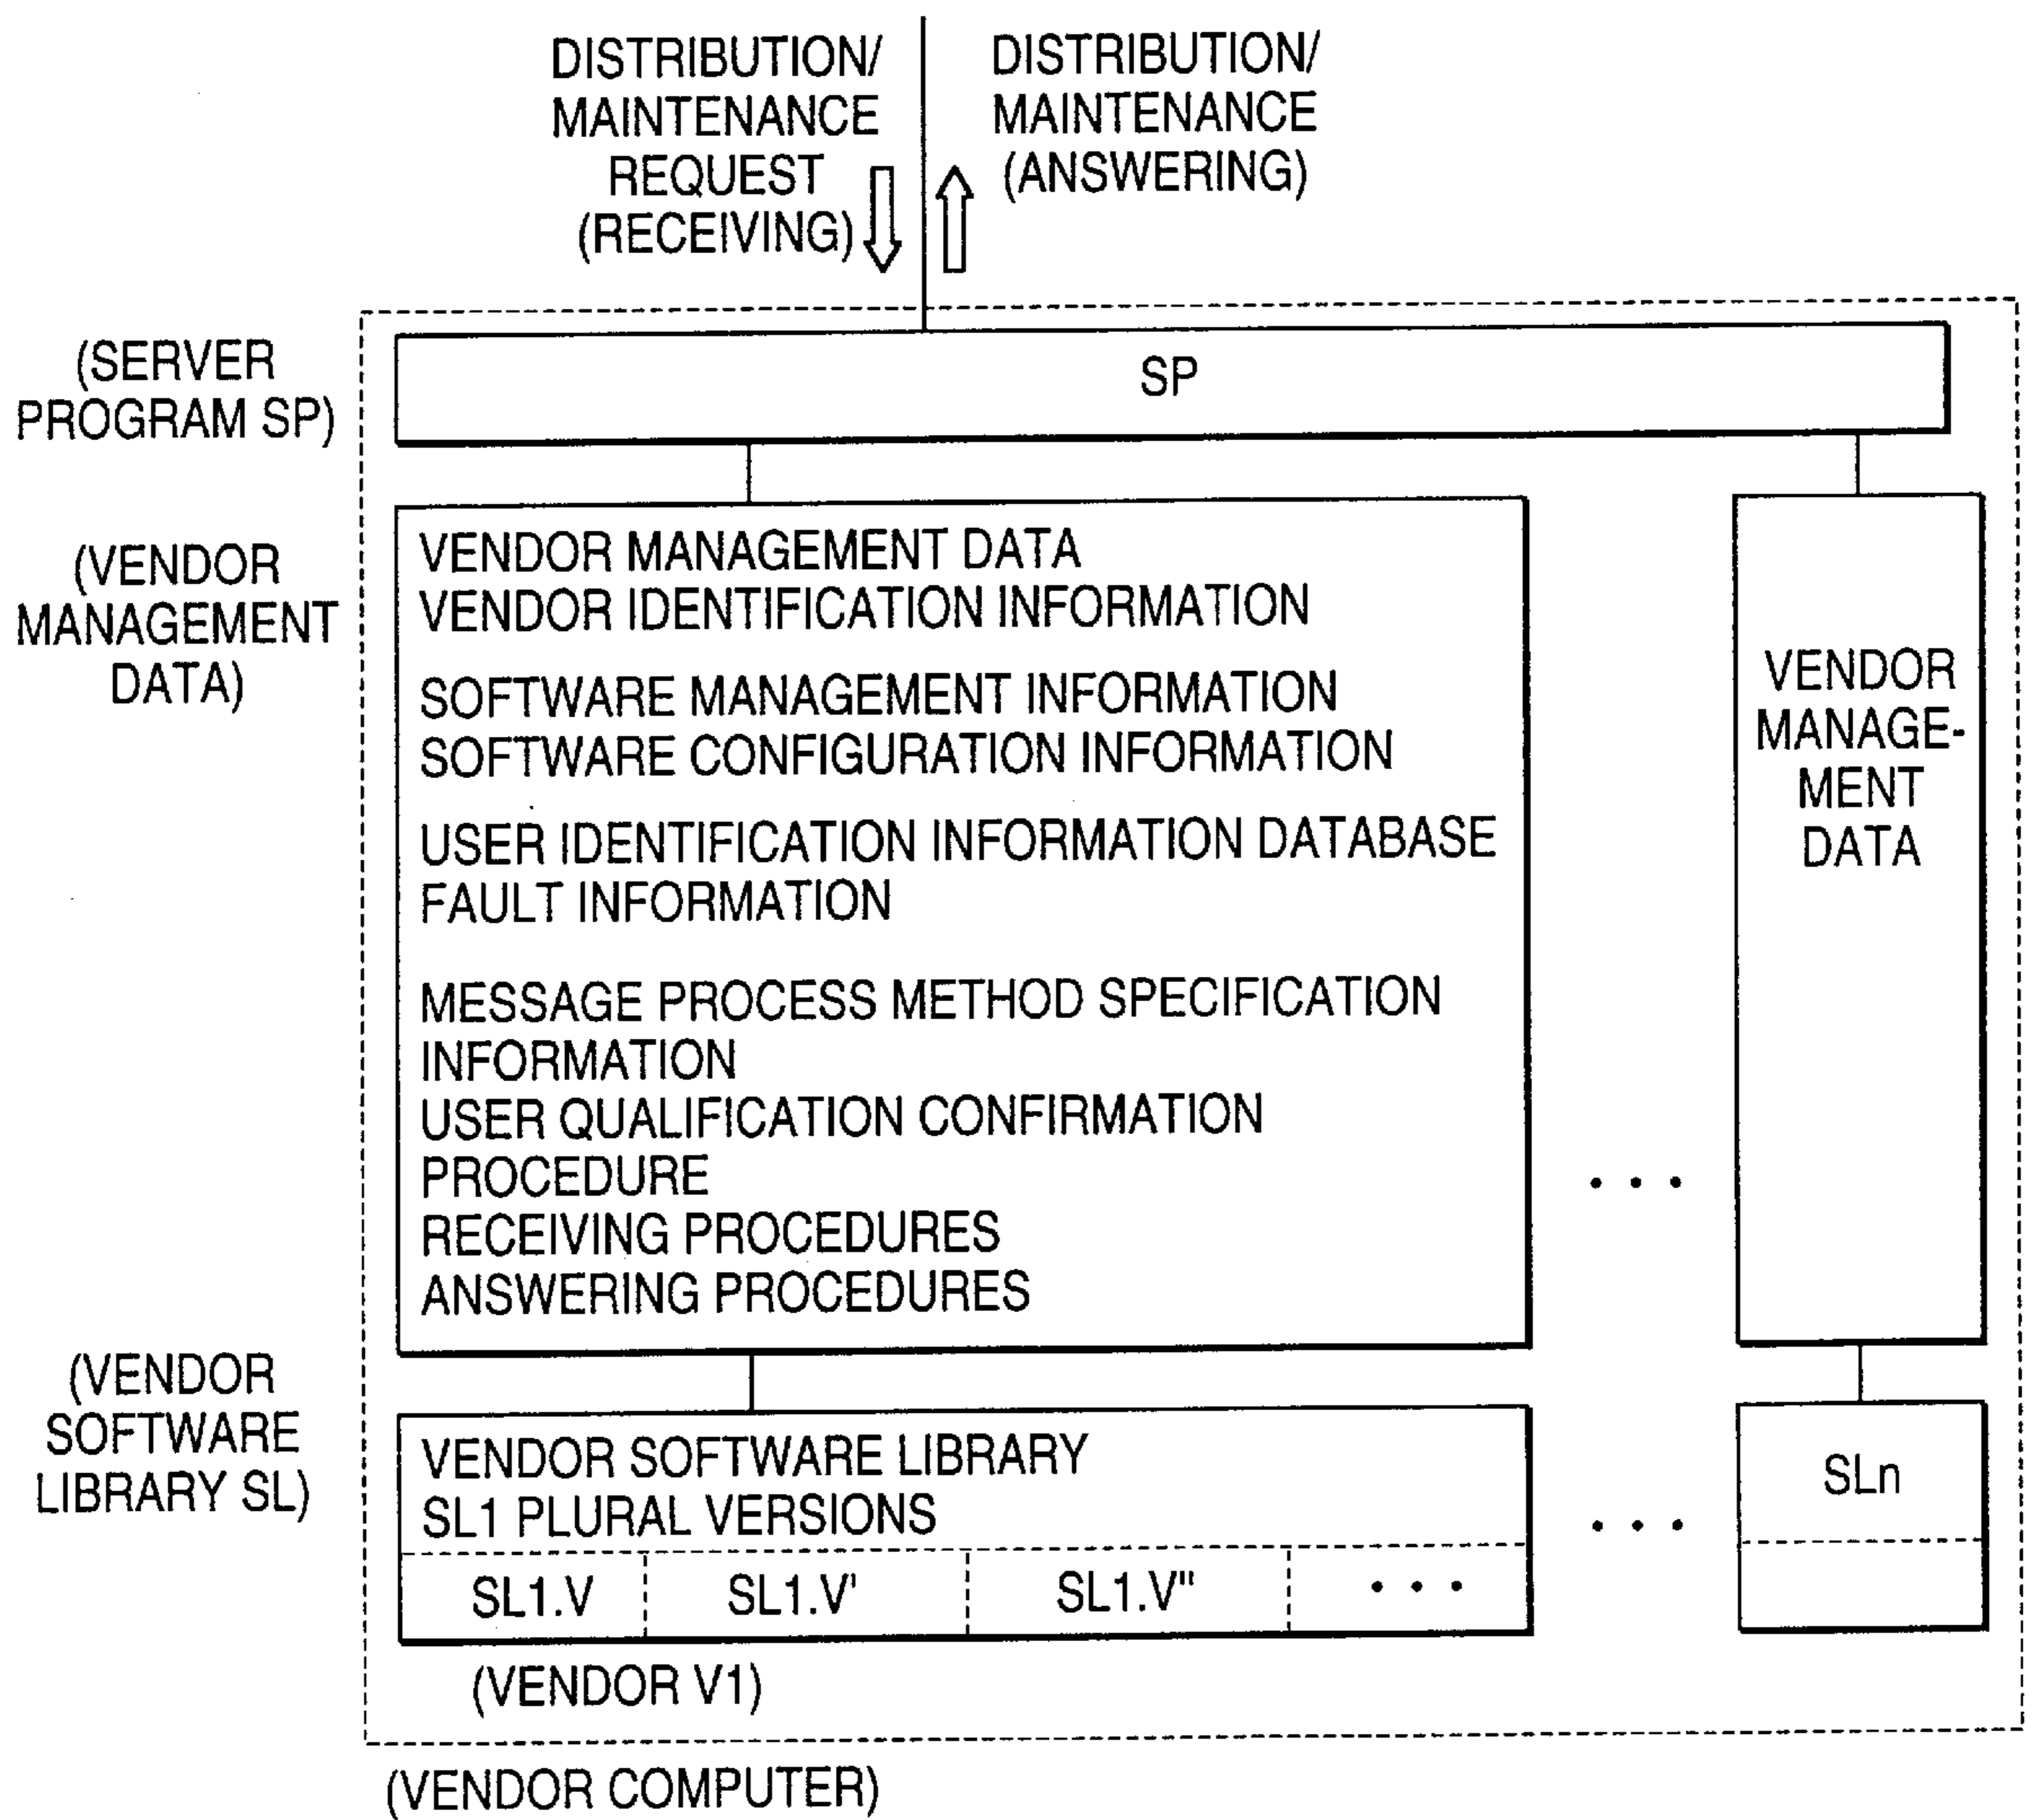 DISTRIBUTION/
MAINTENANCE
REQUEST
(RECEIVING)
DISTRIBUTION/
MAINTENANCE
(ANSWERING)
(SERVER
PROGRAM SP)
SP
(VENDOR
MANAGEMENT
DATA)
VENDOR MANAGEMENT DATA
VENDOR IDENTIFICATION INFORMATION
SOFTWARE MANAGEMENT INFORMATION
SOFTWARE CONFIGURATION INFORMATION
USER IDENTIFICATION INFORMATION DATABASE
FAULT INFORMATION
MESSAGE PROCESS METHOD SPECIFICATION
INFORMATION
USER QUALIFICATION CONFIRMATION
PROCEDURE
RECEIVING PROCEDURES
ANSWERING PROCEDURES
• • •
VENDOR
MANAGE-
MENT
DATA
(VENDOR
SOFTWARE
LIBRARY SL)
VENDOR SOFTWARE LIBRARY
SL1 PLURAL VERSIONS
SL1.V
SL1.V'
SL1.V"
• • •
• • •
SLn
(VENDOR V1)
(VENDOR COMPUTER)